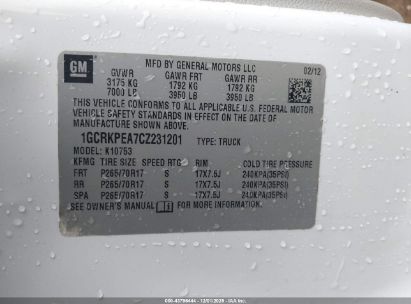 GM
MFD BY GENERAL MOTORS LLC
02/12
GVWR GAWR FRT GAWR RR
3175 KG 1792 KG 1792 KG
7000 LB 3950 LB 3950 LB
THIS VEHICLE CONFORMS TO ALL APPLICABLE U.S. FEDERAL MOTOR
VEHICLE SAFETY STANDARDS IN EFFECT ON THE DATE OF
MANUFACTURE SHOWN ABOVE.
1GCRKPEA7CZ231201 TYPE: TRUCK
MODEL: K10753
KFMG TIRE SIZE SPEED RTG RIM COLD TIRE PRESSURE
FRT P265/70R17 S 17X7.5J 240KPA(35PSI)
RR P265/70R17 S 17X7.5J 240KPA(35PSI)
SPA P265/70R17 S 17X7.5J 240KPA(35PSI)
SEE OWNER'S MANUAL FOR MORE INFORMATION.